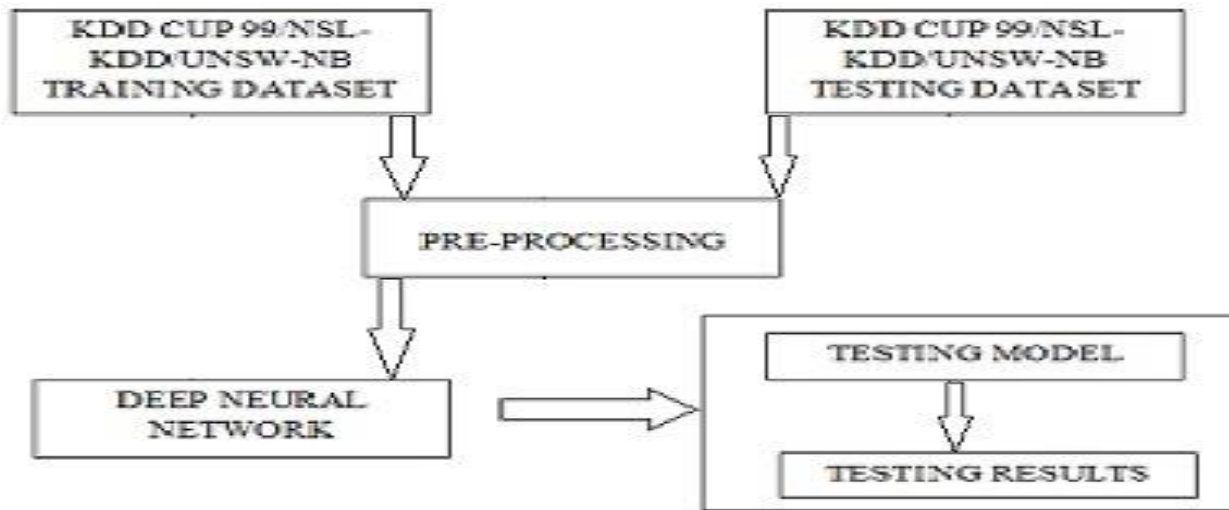 KDD CUP 99/NSL-
KDD/UNSW-NB
TRAINING DATASET
KDD CUP 99/NSL-
KDD/UNSW-NB
TESTING DATASET
PRE-PROCESSING
DEEP NEURAL
NETWORK
TESTING MODEL
TESTING RESULTS